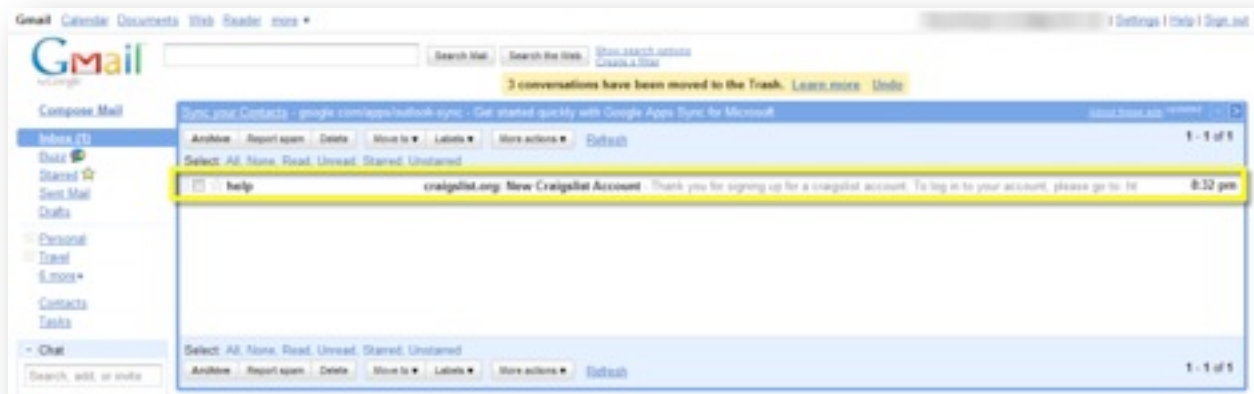 Gmail Calendar Documents Web Reader more ▼ | Settings | Help | Sign out
Gmail by Google Search Mail Search the Web Show search options
Create a filter
3 conversations have been moved to the Trash. Learn more Undo
Compose Mail
Sync your Contacts - google.com/apps/outlook-sync - Get started quickly with Google Apps Sync for Microsoft About these ads
Inbox (1) Archive Report spam Delete Move to ▼ Labels ▼ More actions ▼ Refresh 1 - 1 of 1
Buzz
Select: All, None, Read, Unread, Starred, Unstarred
Starred
help craigslist.org: New Craigslist Account - Thank you for signing up for a craigslist account. To log in to your account, please go to: ht 8:32 pm
Sent Mail
Drafts
Personal
Travel
6 more ▼
Contacts
Tasks
- Chat
Search, add, or invite
Select: All, None, Read, Unread, Starred, Unstarred
Archive Report spam Delete Move to ▼ Labels ▼ More actions ▼ Refresh 1 - 1 of 1